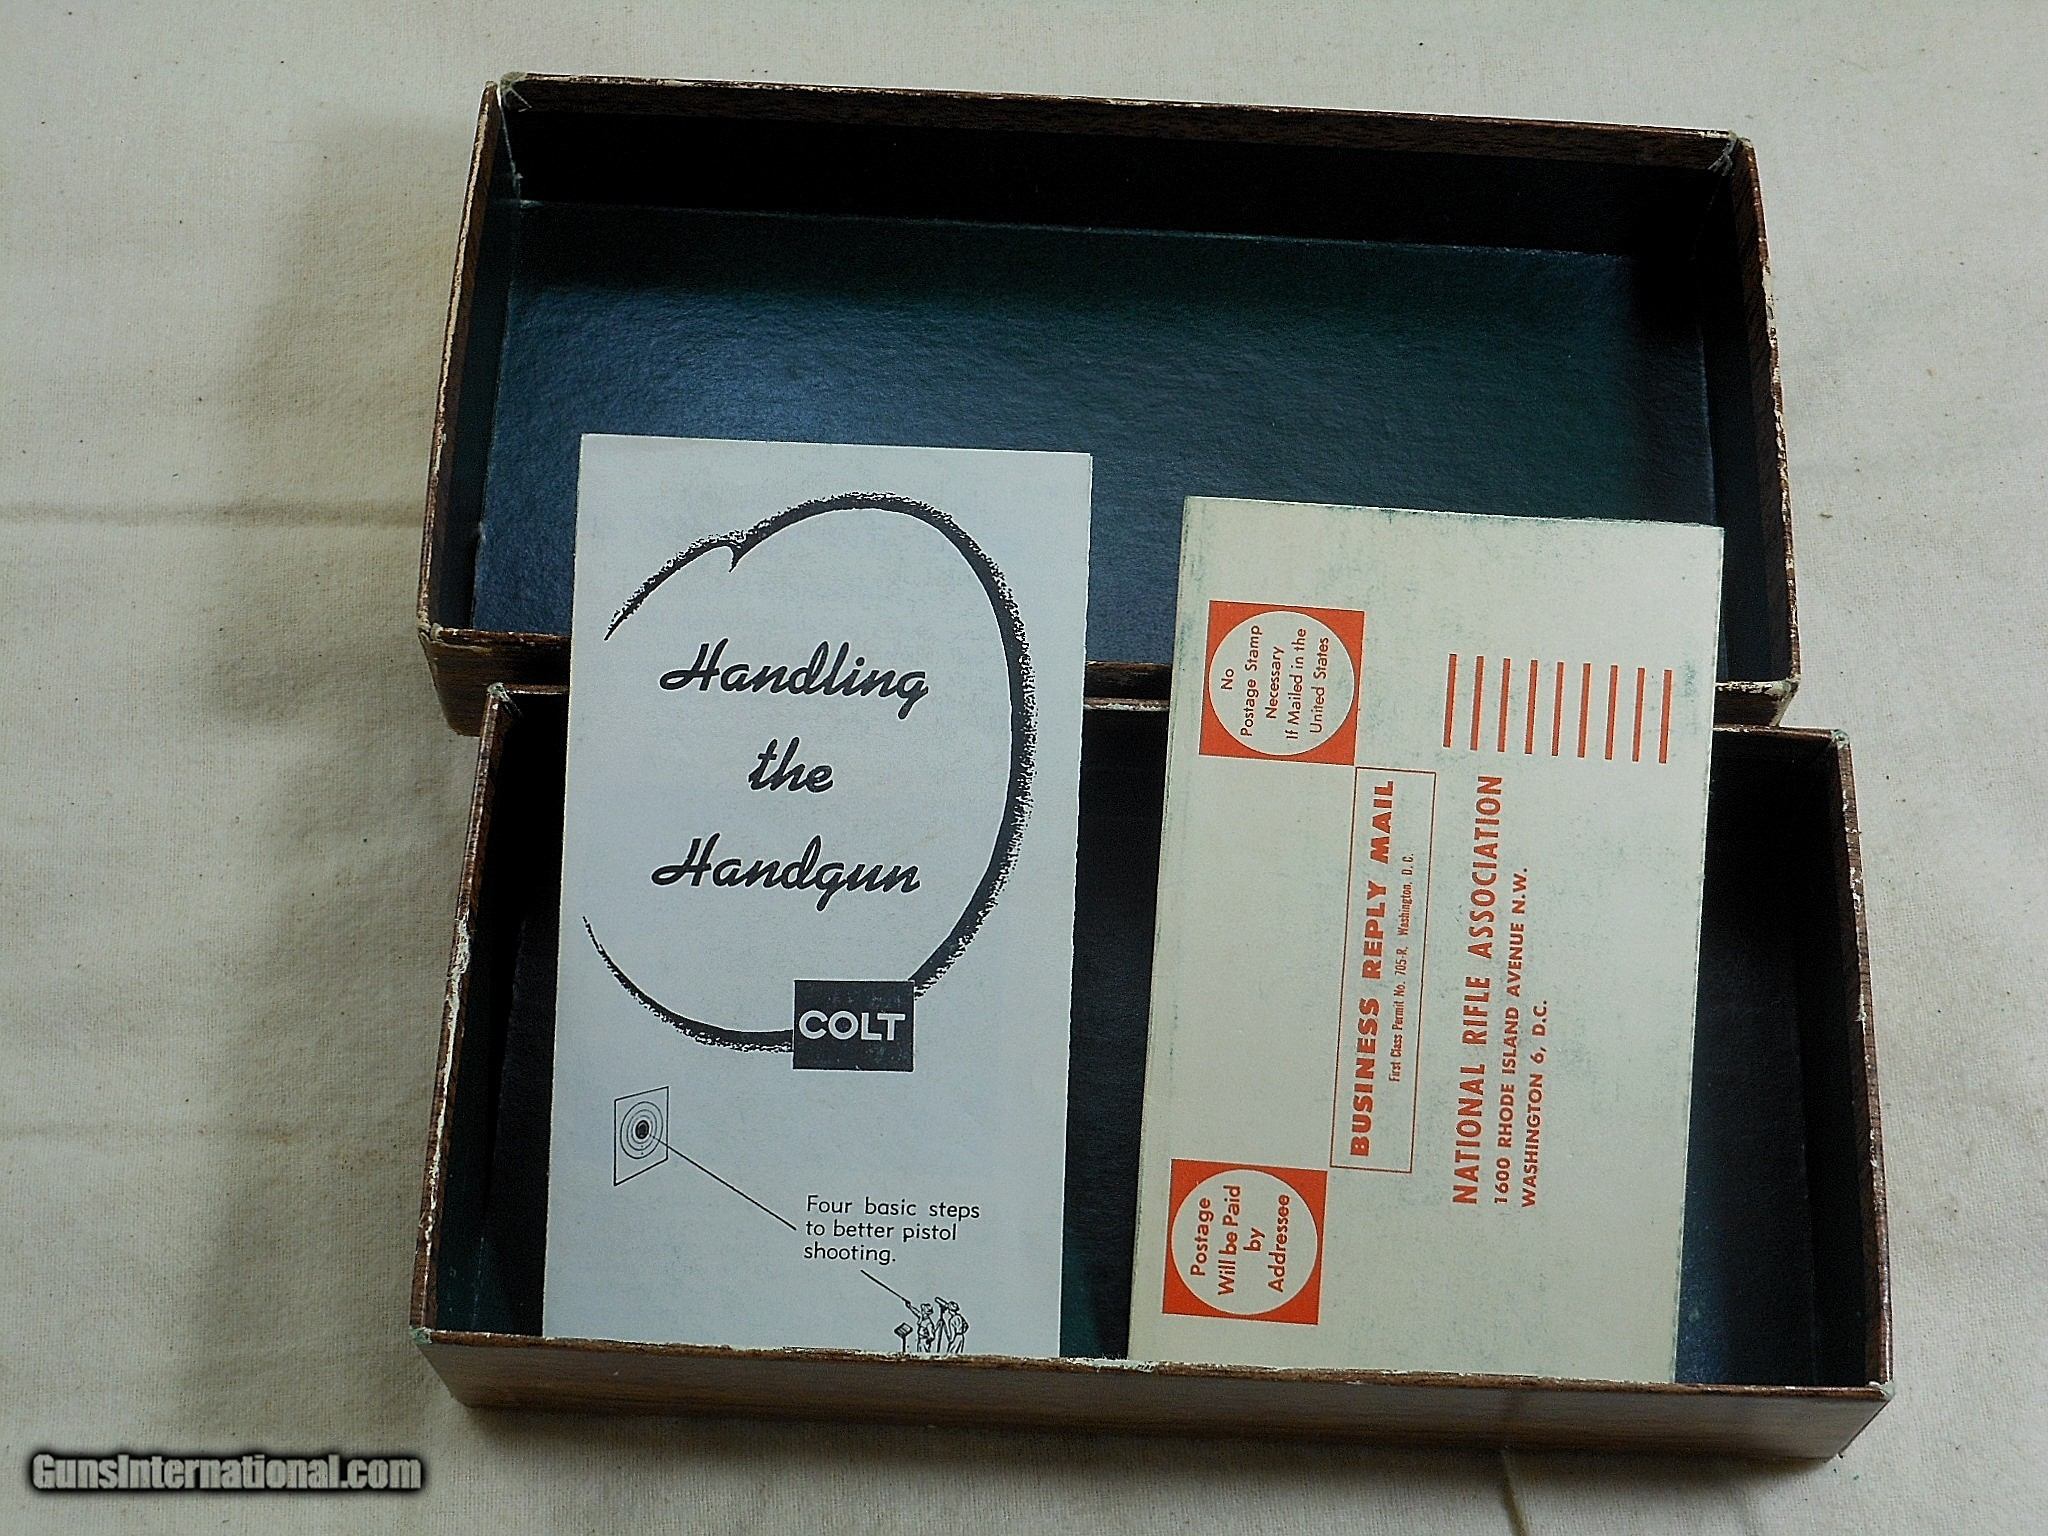 Handling
the
Handgun
COLT
Four basic steps
to better pistol
shooting.
No
Postage Stamp
Necessary
If Mailed in the
United States
BUSINESS REPLY MAIL
First Class Permit No. 705-R, Washington, D.C.
Postage
Will be Paid
by
Addressee
NATIONAL RIFLE ASSOCIATION
1600 RHODE ISLAND AVENUE N.W.
WASHINGTON 6, D.C.
GunsInternational.com